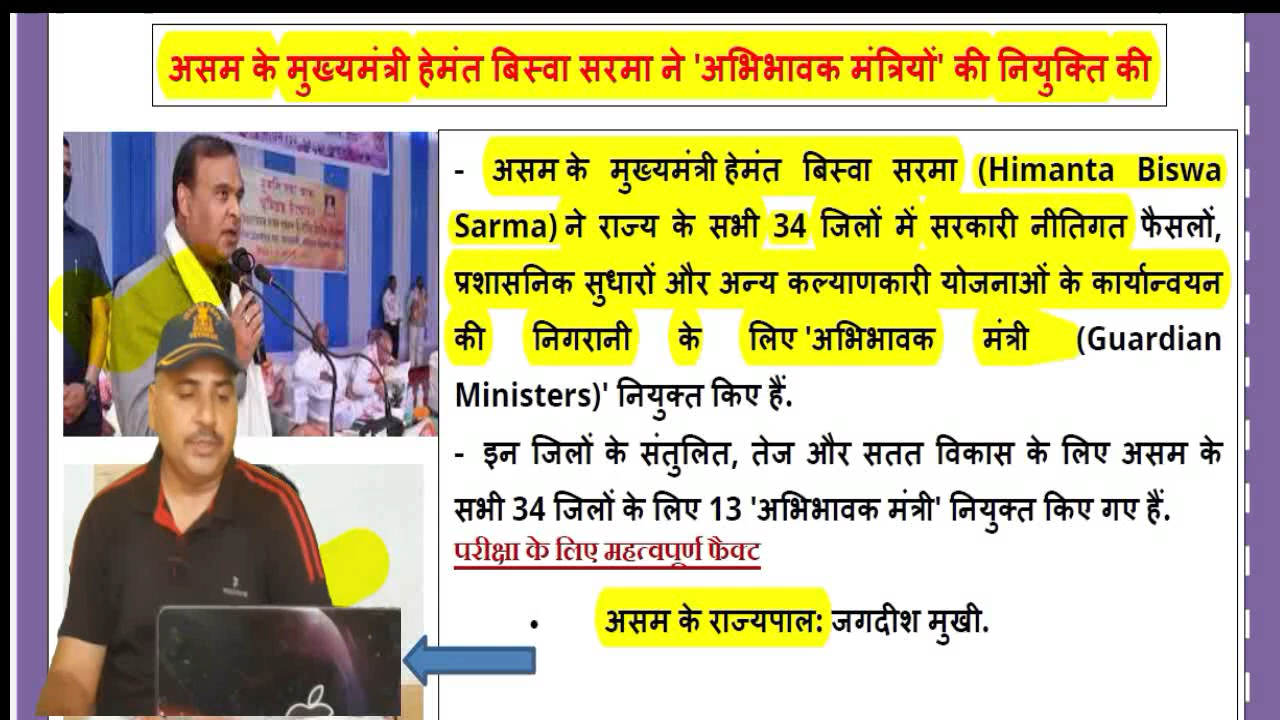 असम के मुख्यमंत्री हेमंत बिस्वा सरमा ने 'अभिभावक मंत्रियों' की नियुक्ति की
- असम के मुख्यमंत्री हेमंत बिस्वा सरमा (Himanta Biswa
Sarma) ने राज्य के सभी 34 जिलों में सरकारी नीतिगत फैसलों,
प्रशासनिक सुधारों और अन्य कल्याणकारी योजनाओं के कार्यान्वयन
की निगरानी के लिए 'अभिभावक मंत्री (Guardian
Ministers)' नियुक्त किए हैं.
- इन जिलों के संतुलित, तेज और सतत विकास के लिए असम के
सभी 34 जिलों के लिए 13 'अभिभावक मंत्री' नियुक्त किए गए हैं.
परीक्षा के लिए महत्वपूर्ण फैक्ट
• असम के राज्यपाल: जगदीश मुखी.